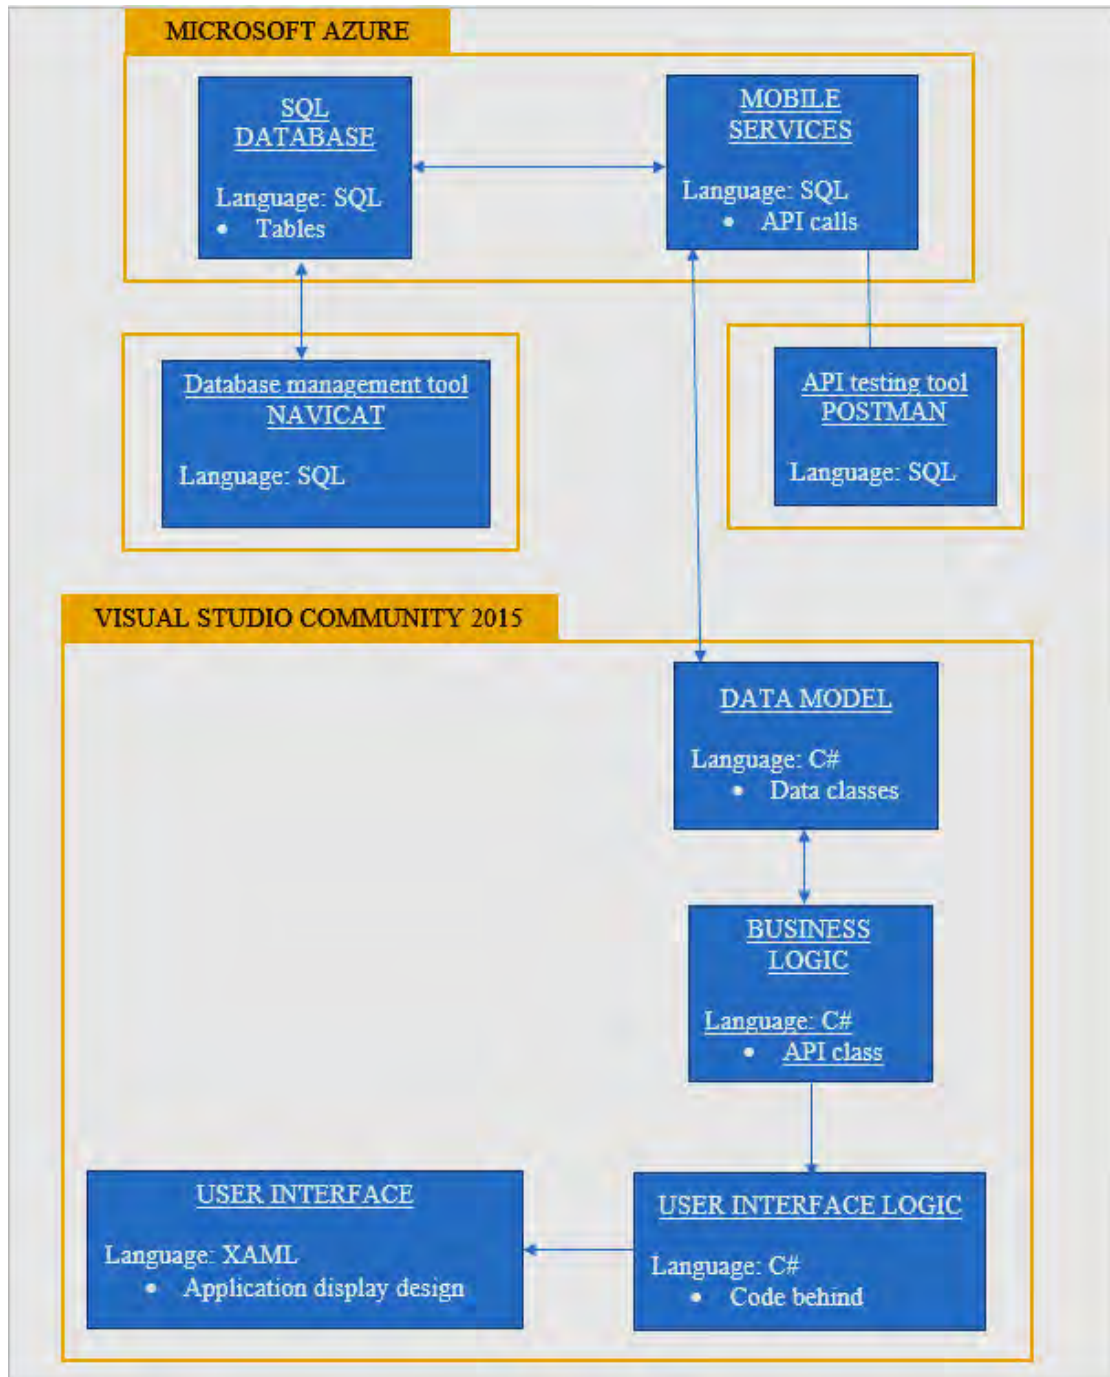 MICROSOFT AZURE
SQL
DATABASE
Language: SQL
• Tables
MOBILE
SERVICES
Language: SQL
• API calls
Database management tool
NAVICAT
Language: SQL
API testing tool
POSTMAN
Language: SQL
VISUAL STUDIO COMMUNITY 2015
DATA MODEL
Language: C#
• Data classes
BUSINESS
LOGIC
Language: C#
• API class
USER INTERFACE
Language: XAML
• Application display design
USER INTERFACE LOGIC
Language: C#
• Code behind